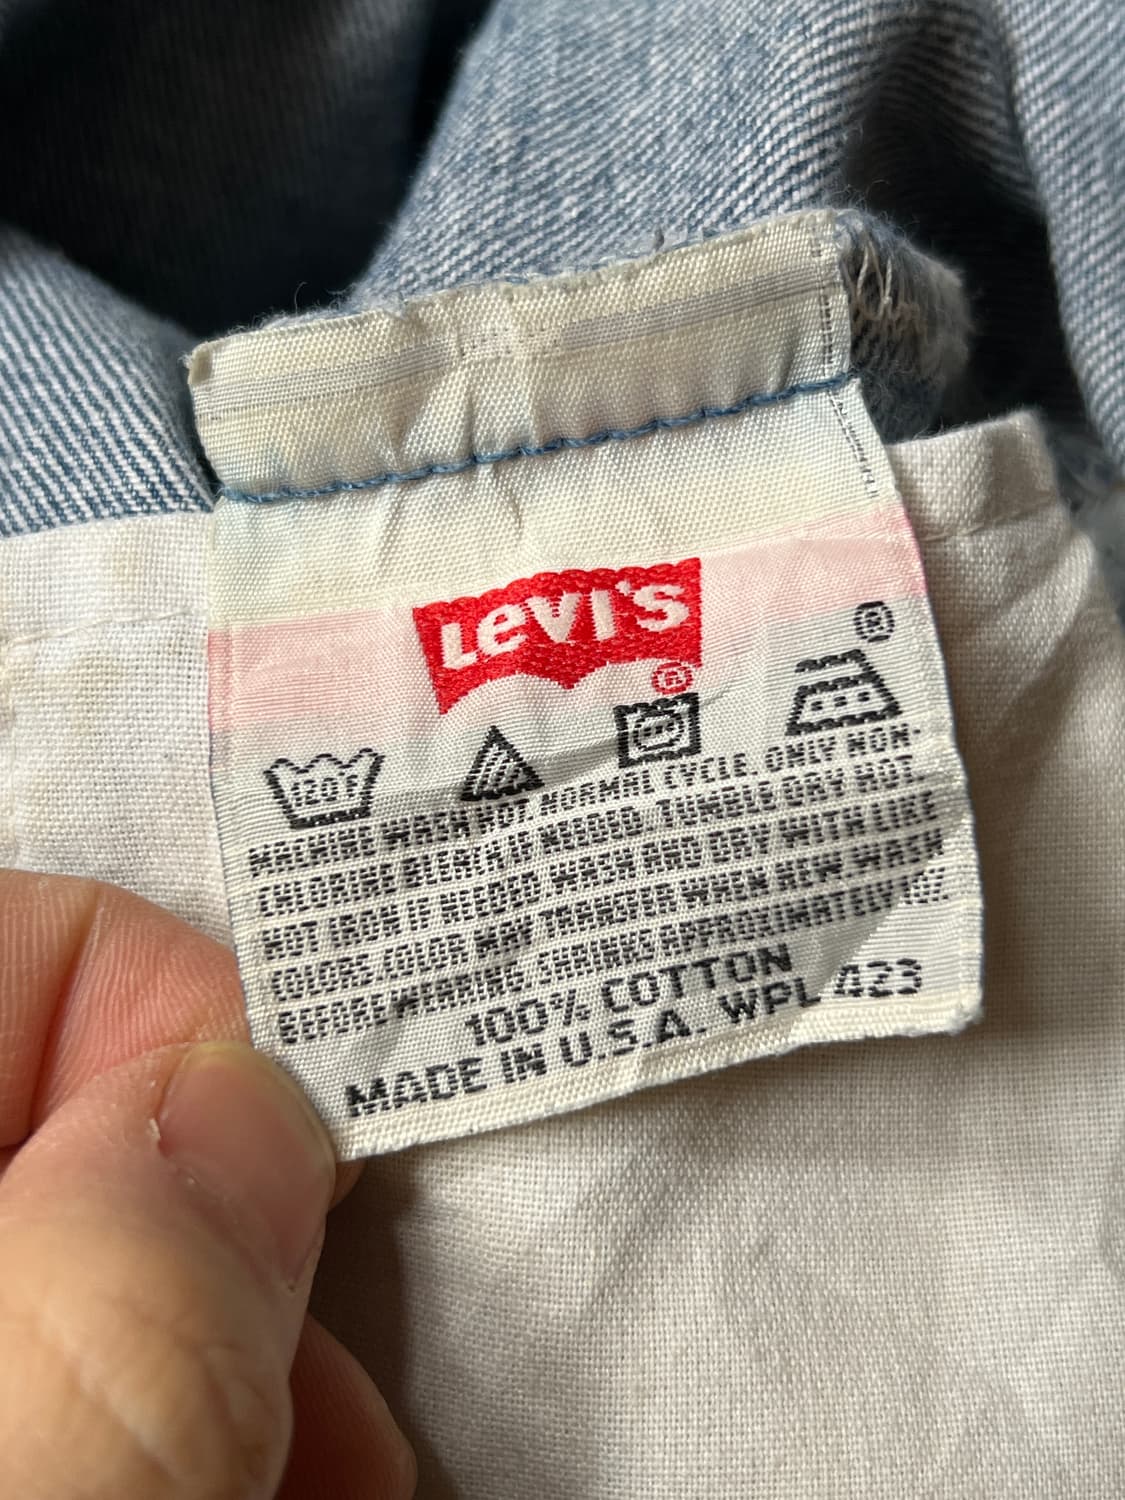 LEVI'S
®
®
120F
MACHINE WASH HOT. NORMAL CYCLE. ONLY NON-
CHLORINE BLEACH IF NEEDED. TUMBLE DRY HOT.
HOT IRON IF NEEDED WASH AND DRY WITH LIKE
COLORS.COLOR MAY TRANSFER WHEN NEW WASH
BEFORE WEARING. SHRINKS APPROXIMATELY
100% COTTON
MADE IN U.S.A. WPL 423